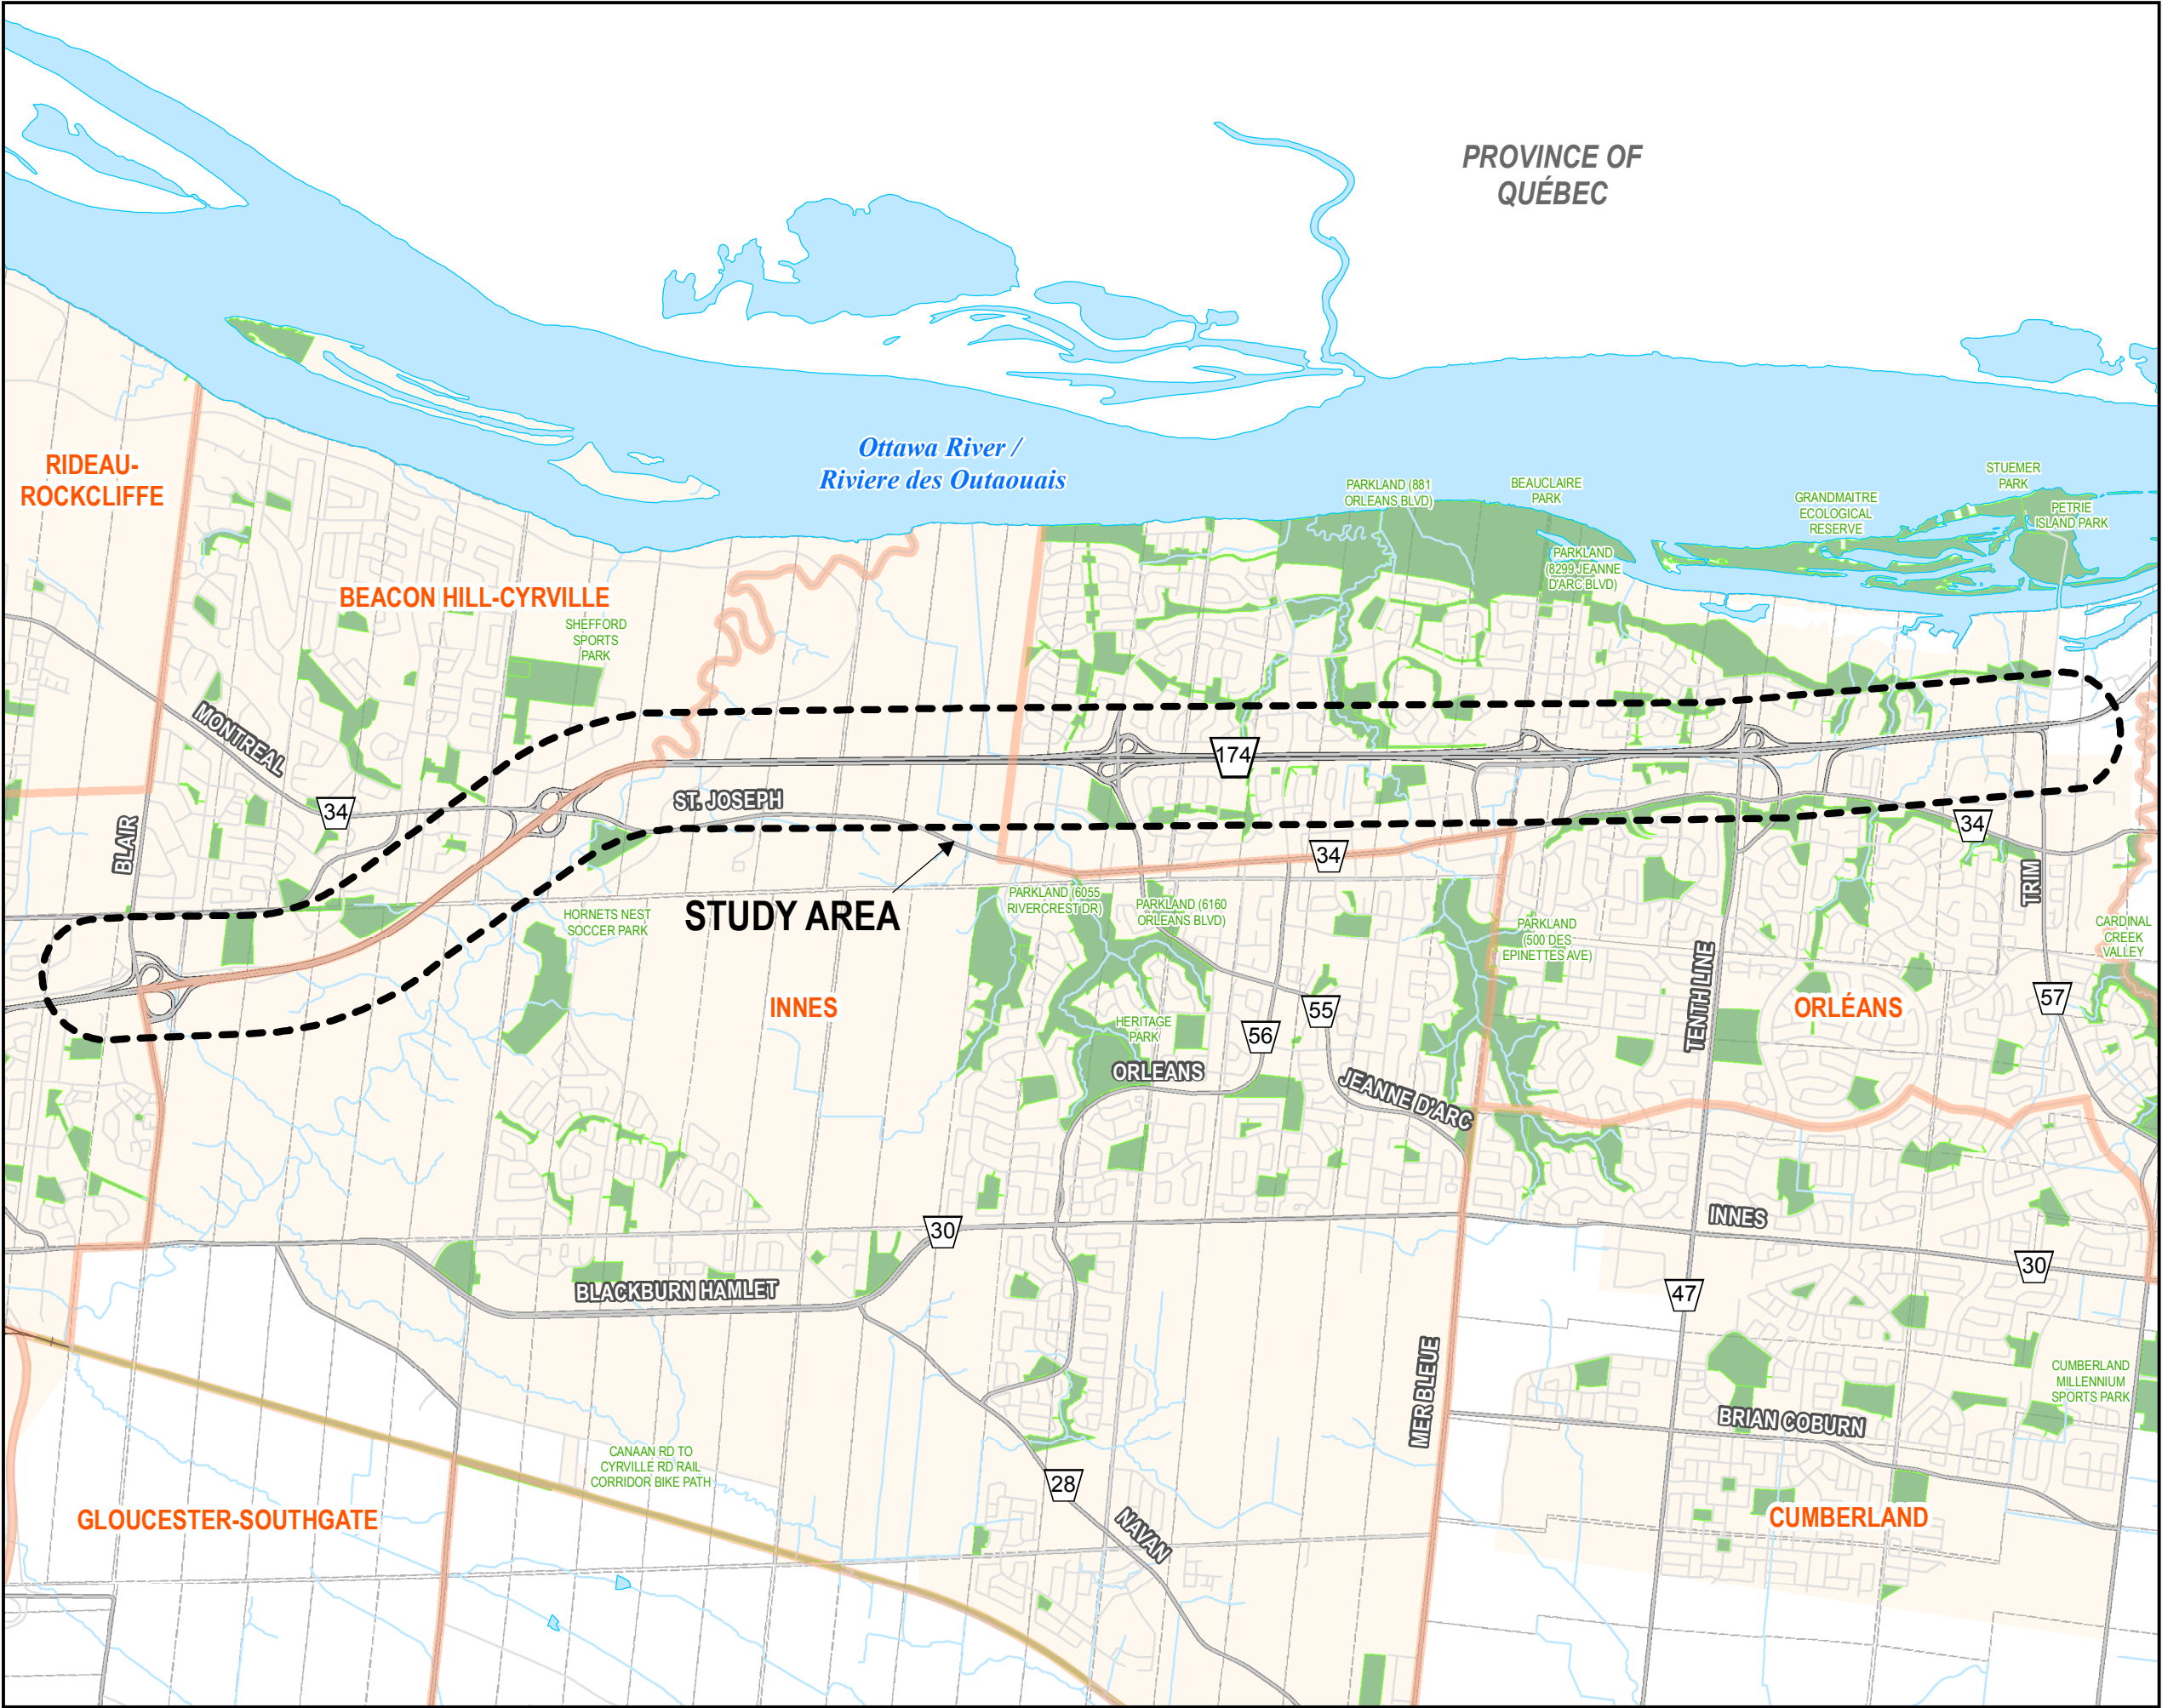 PROVINCE OF
QUÉBEC
Ottawa River /
Riviere des Outaouais
RIDEAU-
ROCKCLIFFE
BEACON HILL-CYRVILLE
SHEFFORD
SPORTS
PARK
PARKLAND (881
ORLEANS BLVD)
BEAUCLAIRE
PARK
PARKLAND
(8299 JEANNE
D'ARC BLVD)
GRANDMAITRE
ECOLOGICAL
RESERVE
STUEMER
PARK
PETRIE
ISLAND PARK
MONTREAL
34
BLAIR
174
ST. JOSEPH
34
34
TRIM
STUDY AREA
HORNETS NEST
SOCCER PARK
PARKLAND (6055
RIVERCREST DR)
PARKLAND (6160
ORLEANS BLVD)
PARKLAND
(500 DES
EPINETTES AVE)
CARDINAL
CREEK
VALLEY
INNES
HERITAGE
PARK
55
56
ORLEANS
JEANNE D'ARC
TENTH LINE
ORLÉANS
57
30
INNES
30
BLACKBURN HAMLET
47
MER BLEUE
CUMBERLAND
MILLENNIUM
SPORTS PARK
BRIAN COBURN
CANAAN RD TO
CYRVILLE RD RAIL
CORRIDOR BIKE PATH
28
NAVAN
GLOUCESTER-SOUTHGATE
CUMBERLAND